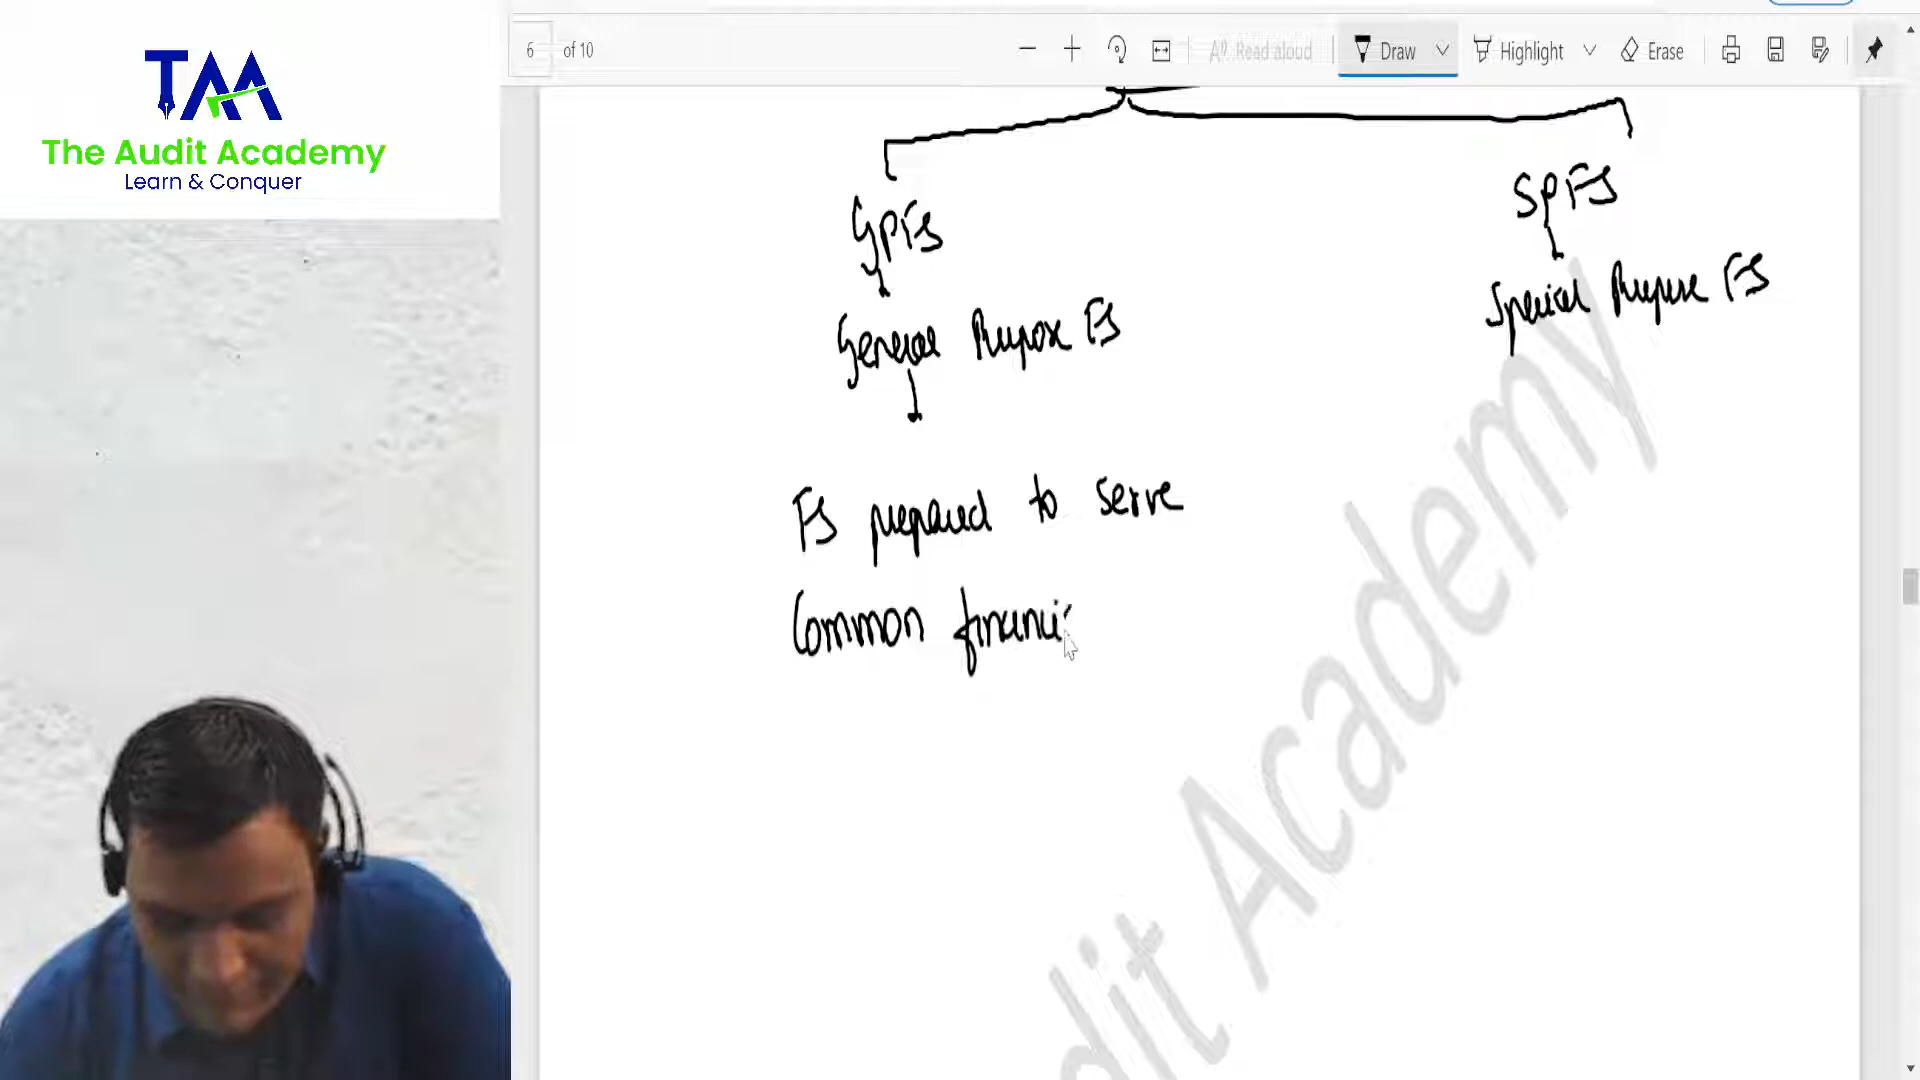 TAA
The Audit Academy
Learn & Conquer
6 of 10
Read aloud
Draw
Highlight
Erase
GPFS
SPFS
General Purpose FS
Special Purpose FS
FS prepared to serve
Common financi
Audit Academy